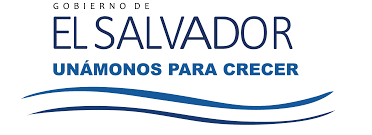 GOBIERNO DE
EL SALVADOR
UNÁMONOS PARA CRECER